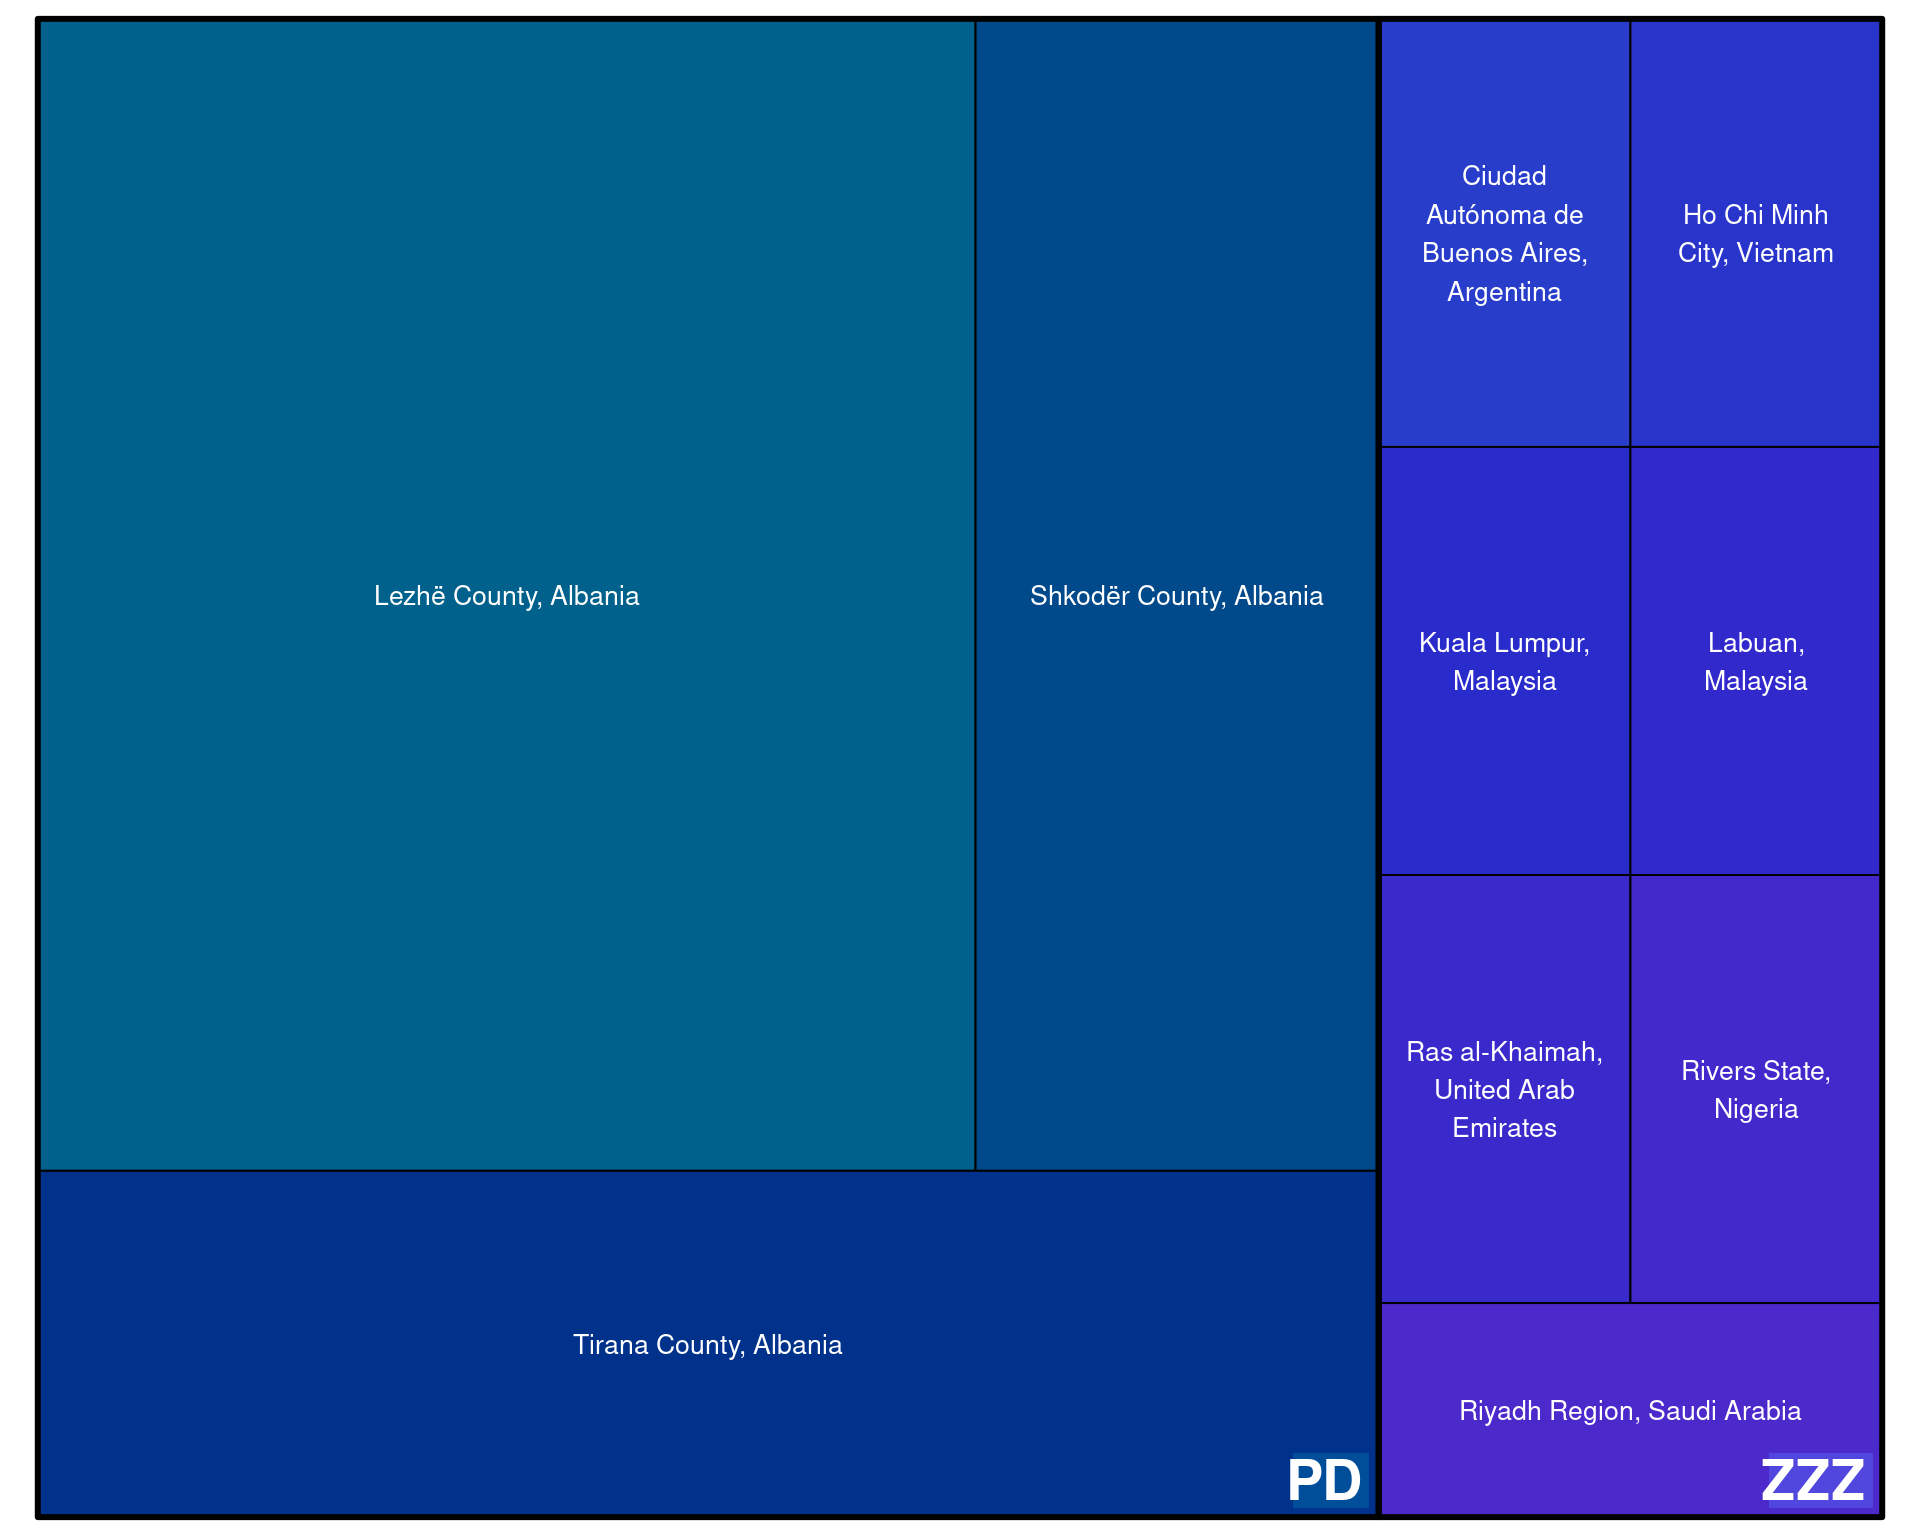 Lezhë County, Albania
Shkodër County, Albania
Tirana County, Albania
PD
Ciudad
Autónoma de
Buenos Aires,
Argentina
Ho Chi Minh
City, Vietnam
Kuala Lumpur,
Malaysia
Labuan,
Malaysia
Ras al-Khaimah,
United Arab
Emirates
Rivers State,
Nigeria
Riyadh Region, Saudi Arabia
ZZZ